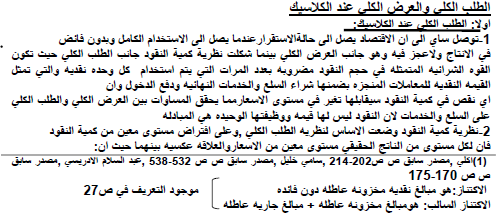 الطلب الكلي والعرض الكلي عند الكلاسيك
اولا: الطلب الكلي عند الكلاسيك:
1-توصل ساي الى ان الاقتصاد يصل الى حالةالاستقرارعندما يصل الى الاستخدام الكامل وبدون فائض
في الانتاج ولاعجز فيه وهو جانب العرض الكلي بينما شكلت نظرية كمية النقود جانب الطلب الكلي حيث تكون
القوه الشرائيه المتمثله في حجم النقود مضروبه بعدد المرات التي يتم استخدام كل وحده نقديه والتي تمثل
القيمه النقديه للمعاملات المنجزه بضمنها شراء السلع والخدمات النهائيه ودفع الدخول وان
اي نقص في كمية النقود سيقابلها تغير في مستوى الاسعارمما يحقق المساوات بين العرض الكلي والطلب الكلي
على السلع والخدمات لان النقود ليس لها قيمه ووظيفتها الوحيده هي المبادله
2-نظرية كمية النقود وضعت الاساس لنظريه الطلب الكلي ,وعلى افتراض مستوى معين من كمية النقود
فان لكل مستوى من الناتج الحقيقي مستوى معين من الاسعاروالعلاقه عكسيه بينهما حيث ان:
(1)اكلي ,مصدر سابق ص ص202-214 ,سامي خليل ,مصدر سابق ص ص 532-538 ,عبد السلام الادريسي ,مصدر سابق
ص ص 170-175
الاكتناز:هو مبالغ نقديه مخزونه عاطله دون فائده موجود التعريف في ص27
الاكتناز السالب: هومبالغ مخزونه عاطله + مبالغ جاريه عاطله